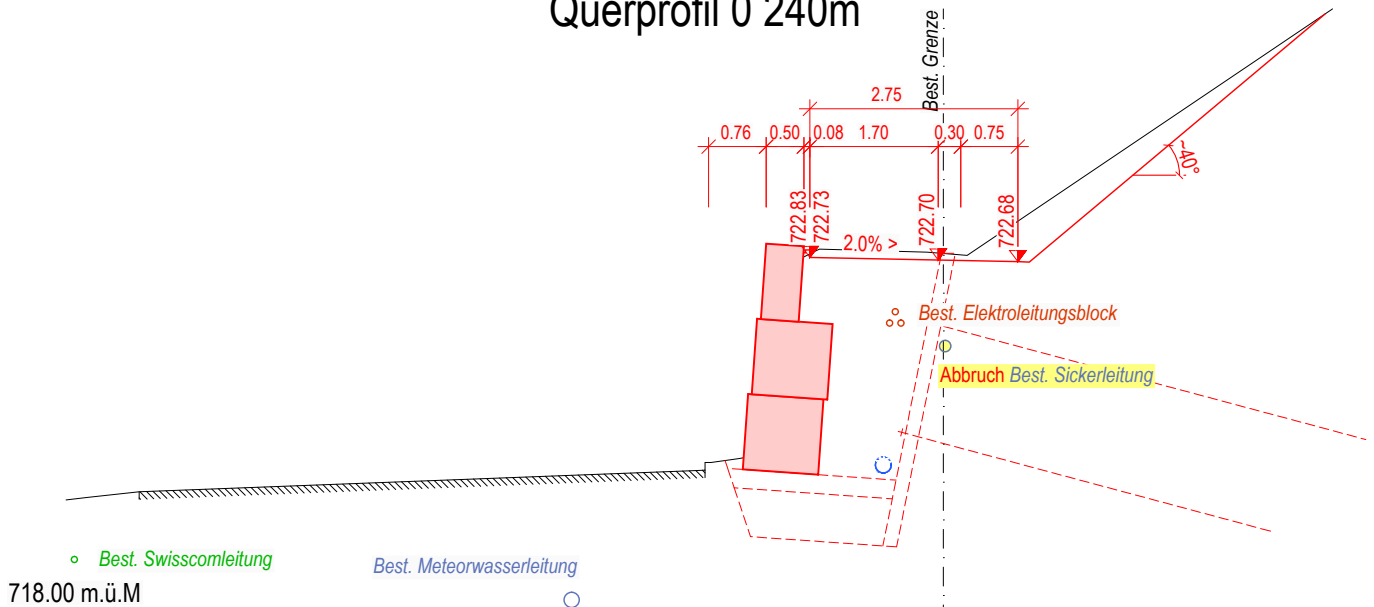 Querprofil 0 240m
Best. Grenze
2.75
0.76 0.50 0.08 1.70 0.30 0.75
~40°
722.83
722.73
722.70
722.68
2.0% >
Best. Elektroleitungsblock
Abbruch Best. Sickerleitung
Best. Swisscomleitung
Best. Meteorwasserleitung
718.00 m.ü.M